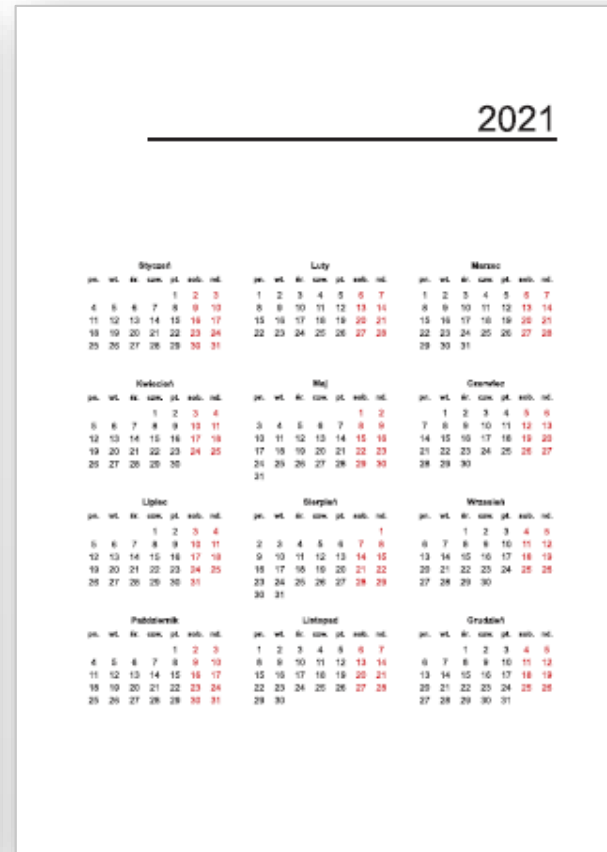 2021
Styczeń
pn. wt. śr. czw. pt. sob. nd.
1 2 3
4 5 6 7 8 9 10
11 12 13 14 15 16 17
18 19 20 21 22 23 24
25 26 27 28 29 30 31
Luty
pn. wt. śr. czw. pt. sob. nd.
1 2 3 4 5 6 7
8 9 10 11 12 13 14
15 16 17 18 19 20 21
22 23 24 25 26 27 28
Marzec
pn. wt. śr. czw. pt. sob. nd.
1 2 3 4 5 6 7
8 9 10 11 12 13 14
15 16 17 18 19 20 21
22 23 24 25 26 27 28
29 30 31
Kwiecień
pn. wt. śr. czw. pt. sob. nd.
1 2 3 4
5 6 7 8 9 10 11
12 13 14 15 16 17 18
19 20 21 22 23 24 25
26 27 28 29 30
Maj
pn. wt. śr. czw. pt. sob. nd.
1 2
3 4 5 6 7 8 9
10 11 12 13 14 15 16
17 18 19 20 21 22 23
24 25 26 27 28 29 30
31
Czerwiec
pn. wt. śr. czw. pt. sob. nd.
1 2 3 4 5 6
7 8 9 10 11 12 13
14 15 16 17 18 19 20
21 22 23 24 25 26 27
28 29 30
Lipiec
pn. wt. śr. czw. pt. sob. nd.
1 2 3 4
5 6 7 8 9 10 11
12 13 14 15 16 17 18
19 20 21 22 23 24 25
26 27 28 29 30 31
Sierpień
pn. wt. śr. czw. pt. sob. nd.
1
2 3 4 5 6 7 8
9 10 11 12 13 14 15
16 17 18 19 20 21 22
23 24 25 26 27 28 29
30 31
Wrzesień
pn. wt. śr. czw. pt. sob. nd.
1 2 3 4 5
6 7 8 9 10 11 12
13 14 15 16 17 18 19
20 21 22 23 24 25 26
27 28 29 30
Październik
pn. wt. śr. czw. pt. sob. nd.
1 2 3
4 5 6 7 8 9 10
11 12 13 14 15 16 17
18 19 20 21 22 23 24
25 26 27 28 29 30 31
Listopad
pn. wt. śr. czw. pt. sob. nd.
1 2 3 4 5 6 7
8 9 10 11 12 13 14
15 16 17 18 19 20 21
22 23 24 25 26 27 28
29 30
Grudzień
pn. wt. śr. czw. pt. sob. nd.
1 2 3 4 5
6 7 8 9 10 11 12
13 14 15 16 17 18 19
20 21 22 23 24 25 26
27 28 29 30 31